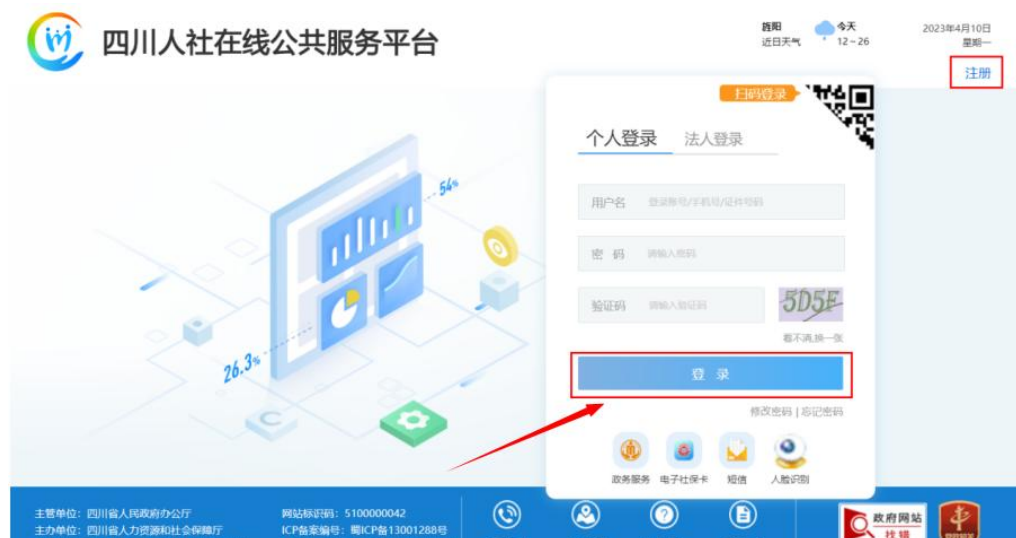 四川人社在线公共服务平台
旌阳
近日天气
今天
12~26
2023年4月10日
星期一
注册
扫码登录
个人登录 法人登录
用户名 登录账号/手机号/证件号码
密 码 请输入密码
验证码 请输入验证码 5D5F
看不清,换一张
登 录
修改密码 | 忘记密码
政务服务 电子社保卡 短信 人脸识别
54%
26.3%
主管单位: 四川省人民政府办公厅
主办单位: 四川省人力资源和社会保障厅
网站标识码: 5100000042
ICP备案编号: 蜀ICP备13001288号
政府网站
找错